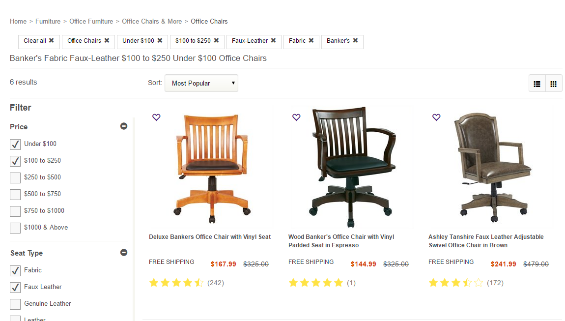 Home > Furniture > Office Furniture > Office Chairs & More > Office Chairs
Clear all ✖ Office Chairs ✖ Under $100 ✖ $100 to $250 ✖ Faux-Leather ✖ Fabric ✖ Banker's ✖
Banker's Fabric Faux-Leather $100 to $250 Under $100 Office Chairs
6 results
Sort: Most Popular
Filter
Price
Under $100
$100 to $250
$250 to $500
$500 to $750
$750 to $1000
$1000 & Above
Seat Type
Fabric
Faux Leather
Genuine Leather
Leather
Deluxe Bankers Office Chair with Vinyl Seat
FREE SHIPPING $167.99 $325.00
(242)
Wood Banker's Office Chair with Vinyl
Padded Seat in Espresso
FREE SHIPPING $144.99 $325.00
(1)
Ashley Tanshire Faux Leather Adjustable
Swivel Office Chair in Brown
FREE SHIPPING $241.99 $479.00
(172)